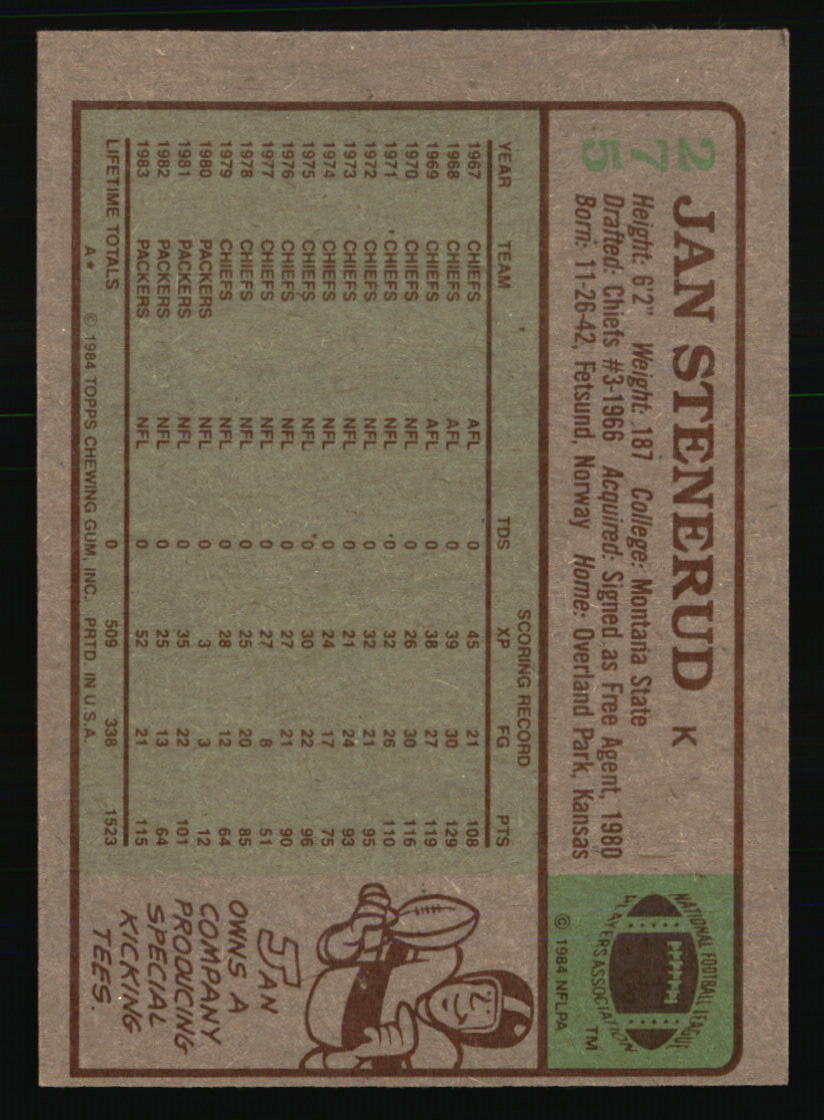 275
JAN STENERUD K
Height: 6'2" Weight: 187 College: Montana State
Drafted: Chiefs #3-1966 Acquired: Signed as Free Agent, 1980
Born: 11-26-42, Fetsund, Norway Home: Overland Park, Kansas
NATIONAL FOOTBALL LEAGUE
PLAYERS ASSOCIATION
TM
© 1984 NFLPA
SCORING RECORD
YEAR TEAM TDS XP FG PTS
1967 CHIEFS AFL 0 45 21 108
1968 CHIEFS AFL 0 39 30 129
1969 CHIEFS AFL 0 38 27 119
1970 CHIEFS NFL 0 26 30 116
1971 CHIEFS NFL 0 32 26 110
1972 CHIEFS NFL 0 32 21 95
1973 CHIEFS NFL 0 21 24 93
1974 CHIEFS NFL 0 24 17 75
1975 CHIEFS NFL 0 30 22 96
1976 CHIEFS NFL 0 27 21 90
1977 CHIEFS NFL 0 27 8 51
1978 CHIEFS NFL 0 25 20 85
1979 CHIEFS NFL 0 28 12 64
1980 PACKERS NFL 0 3 3 12
1981 PACKERS NFL 0 35 22 101
1982 PACKERS NFL 0 25 13 64
1983 PACKERS NFL 0 52 21 115
LIFETIME TOTALS 0 509 338 1523
A* © 1984 TOPPS CHEWING GUM, INC. PRTD. IN U.S.A.
JAN
OWNS A
COMPANY
PRODUCING
SPECIAL
KICKING
TEES.